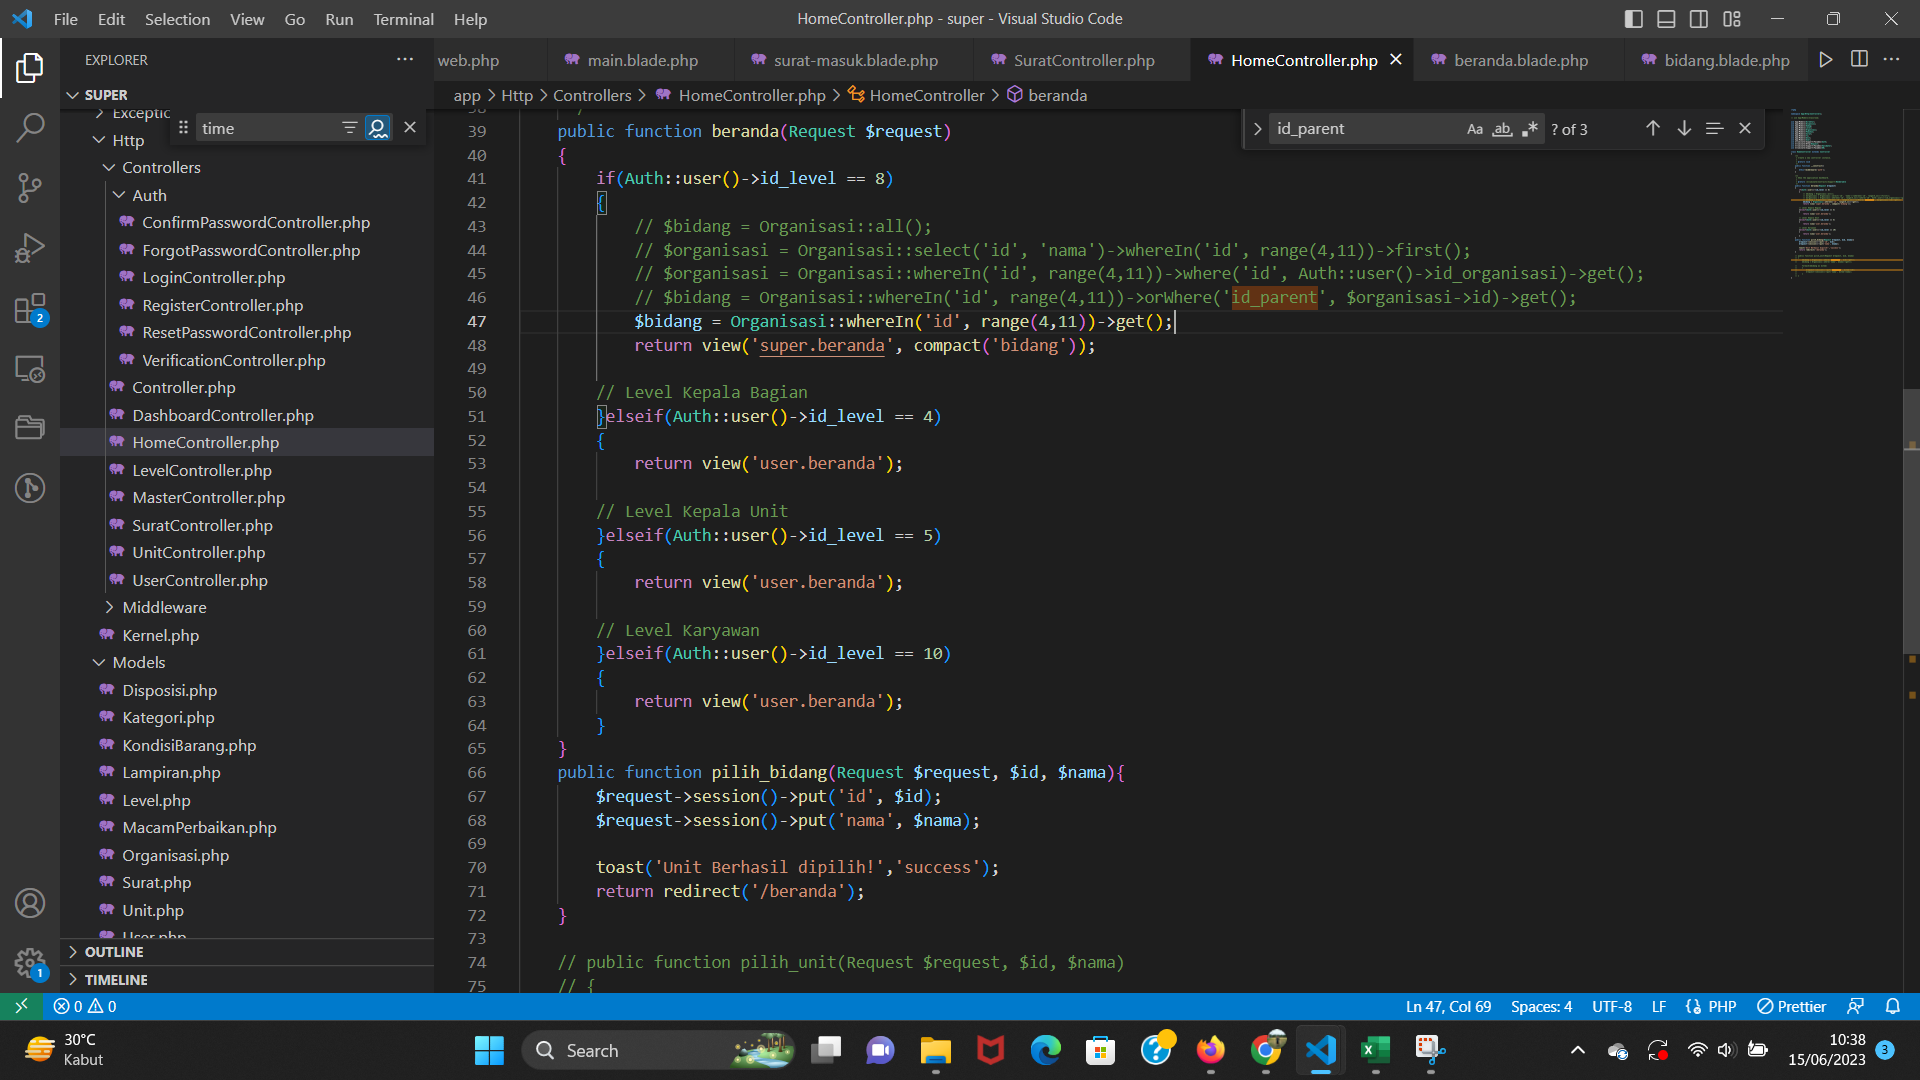 File Edit Selection View Go Run Terminal Help
HomeController.php - super - Visual Studio Code
EXPLORER
web.php
main.blade.php
surat-masuk.blade.php
SuratController.php
HomeController.php
beranda.blade.php
bidang.blade.php
SUPER
app > Http > Controllers > HomeController.php > HomeController > beranda
Exceptic
time
Http
Controllers
Auth
ConfirmPasswordController.php
ForgotPasswordController.php
LoginController.php
RegisterController.php
ResetPasswordController.php
VerificationController.php
Controller.php
DashboardController.php
HomeController.php
LevelController.php
MasterController.php
SuratController.php
UnitController.php
UserController.php
Middleware
Kernel.php
Models
Disposisi.php
Kategori.php
KondisiBarang.php
Lampiran.php
Level.php
MacamPerbaikan.php
Organisasi.php
Surat.php
Unit.php
User.php
OUTLINE
TIMELINE
2
1
id_parent
Aa ab
? of 3
39 public function beranda(Request $request)
40 {
41 if(Auth::user()->id_level == 8)
42 {
43 // $bidang = Organisasi::all();
44 // $organisasi = Organisasi::select('id', 'nama')->whereIn('id', range(4,11))->first();
45 // $organisasi = Organisasi::whereIn('id', range(4,11))->where('id', Auth::user()->id_organisasi)->get();
46 // $bidang = Organisasi::whereIn('id', range(4,11))->orWhere('id_parent', $organisasi->id)->get();
47 $bidang = Organisasi::whereIn('id', range(4,11))->get();
48 return view('super.beranda', compact('bidang'));
49
50 // Level Kepala Bagian
51 }elseif(Auth::user()->id_level == 4)
52 {
53 return view('user.beranda');
54
55 // Level Kepala Unit
56 }elseif(Auth::user()->id_level == 5)
57 {
58 return view('user.beranda');
59
60 // Level Karyawan
61 }elseif(Auth::user()->id_level == 10)
62 {
63 return view('user.beranda');
64 }
65 }
66 public function pilih_bidang(Request $request, $id, $nama){
67 $request->session()->put('id', $id);
68 $request->session()->put('nama', $nama);
69
70 toast('Unit Berhasil dipilih!','success');
71 return redirect('/beranda');
72 }
73
74 // public function pilih_unit(Request $request, $id, $nama)
75 // {
0 0
Ln 47, Col 69 Spaces: 4 UTF-8 LF PHP Prettier
30°C
Kabut
Search
10:38
15/06/2023
3